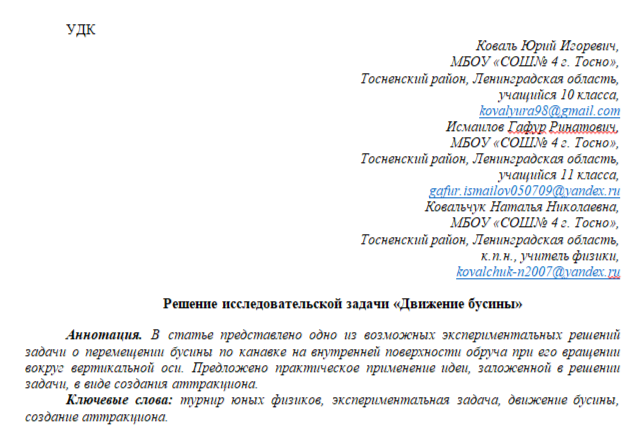 УДК
Коваль Юрий Игоревич,
МБОУ «СОШ№ 4 г. Тосно»,
Тосненский район, Ленинградская область,
учащийся 10 класса,
kovalyura98@gmail.com
Исмаилов Гафур Ринатович,
МБОУ «СОШ№ 4 г. Тосно»,
Тосненский район, Ленинградская область,
учащийся 11 класса,
gafur.ismailov050709@yandex.ru
Ковальчук Наталья Николаевна,
МБОУ «СОШ№ 4 г. Тосно»,
Тосненский район, Ленинградская область,
к.п.н., учитель физики,
kovalchuk-n2007@yandex.ru
Решение исследовательской задачи «Движение бусины»
Аннотация. В статье представлено одно из возможных экспериментальных решений
задачи о перемещении бусины по канавке на внутренней поверхности обруча при его вращении
вокруг вертикальной оси. Предложено практическое применение идеи, заложенной в решении
задачи, в виде создания аттракциона.
Ключевые слова: турнир юных физиков, экспериментальная задача, движение бусины,
создание аттракциона.